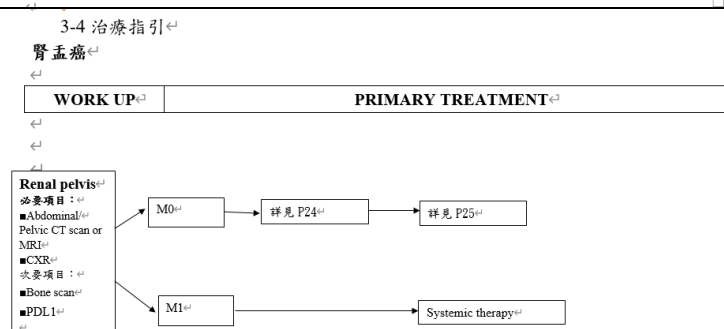 3-4 治療指引
腎盂癌
WORK UP
PRIMARY TREATMENT
Renal pelvis
必要項目：
■Abdominal/
Pelvic CT scan or
MRI
■CXR
次要項目：
■Bone scan
■PDL1
M0
詳見 P24
詳見 P25
M1
Systemic therapy